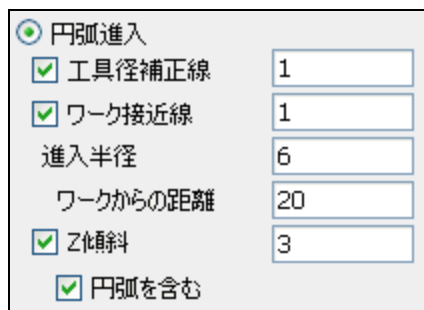 円弧進入
工具径補正線 1
ワーク接近線 1
進入半径 6
ワークからの距離 20
Z傾斜 3
円弧を含む